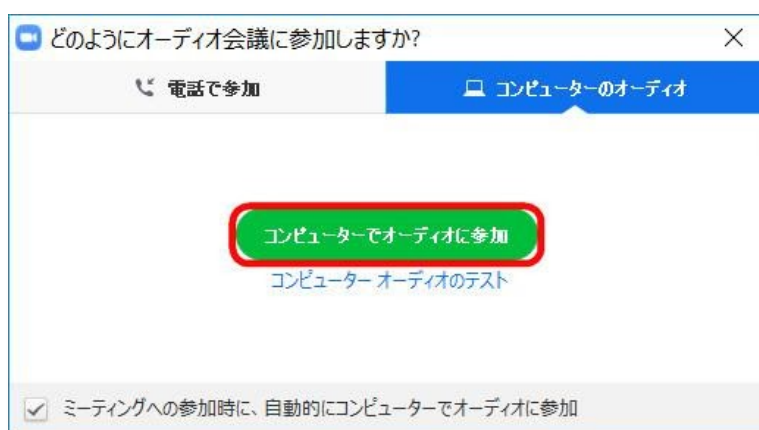 どのようにオーディオ会議に参加しますか?
電話で参加
コンピューターのオーディオ
コンピューターでオーディオに参加
コンピューター オーディオのテスト
ミーティングへの参加時に、自動的にコンピューターでオーディオに参加